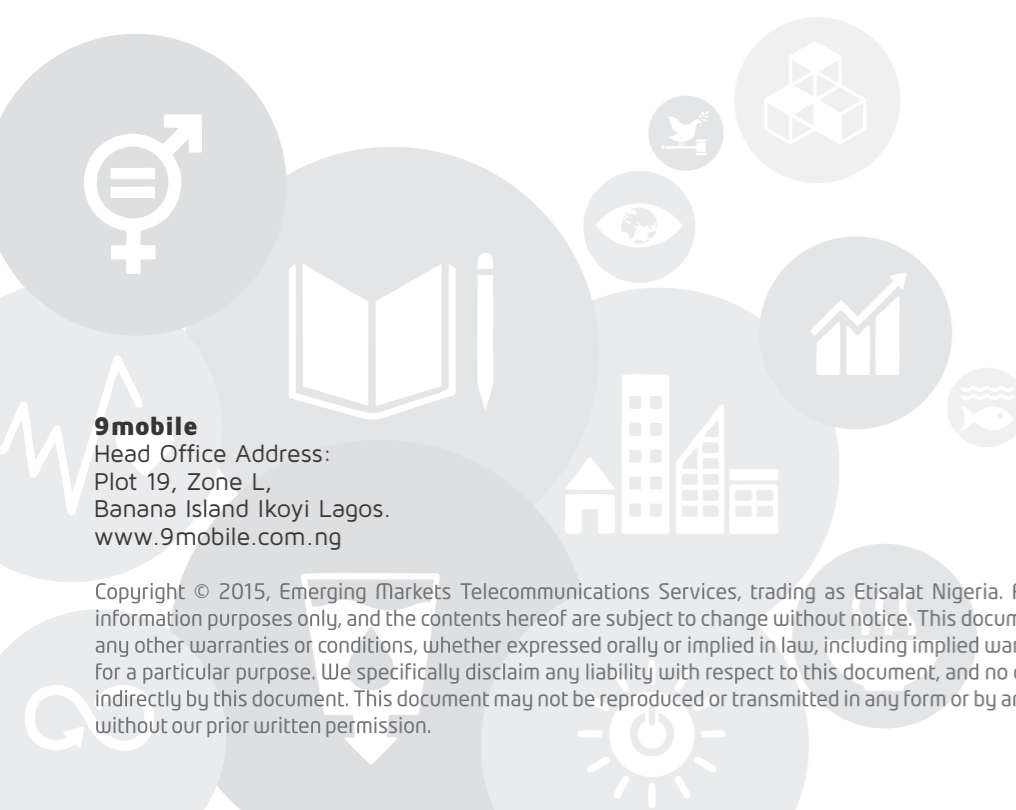 9mobile
Head Office Address:
Plot 19, Zone L,
Banana Island Ikoyi Lagos.
www.9mobile.com.ng
Copyright © 2015, Emerging Markets Telecommunications Services, trading as Etisalat Nigeria.
information purposes only, and the contents hereof are subject to change without notice. This
any other warranties or conditions, whether expressed orally or implied in law, including implied
for a particular purpose. We specifically disclaim any liability with respect to this document, and no
indirectly by this document. This document may not be reproduced or transmitted in any form or by
without our prior written permission.